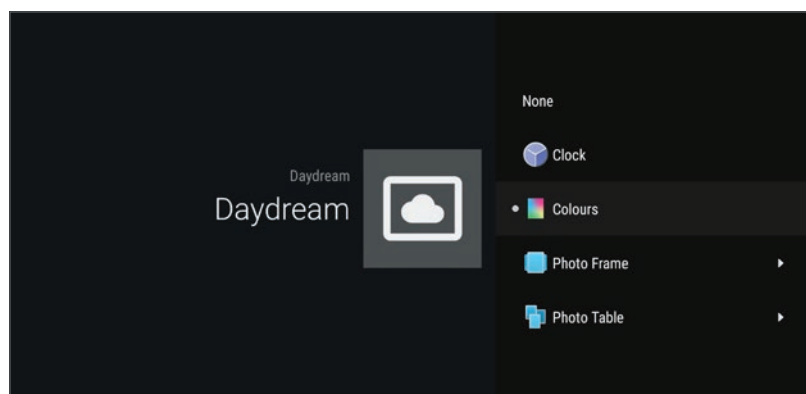 Daydream
Daydream
None
Clock
Colours
Photo Frame
Photo Table